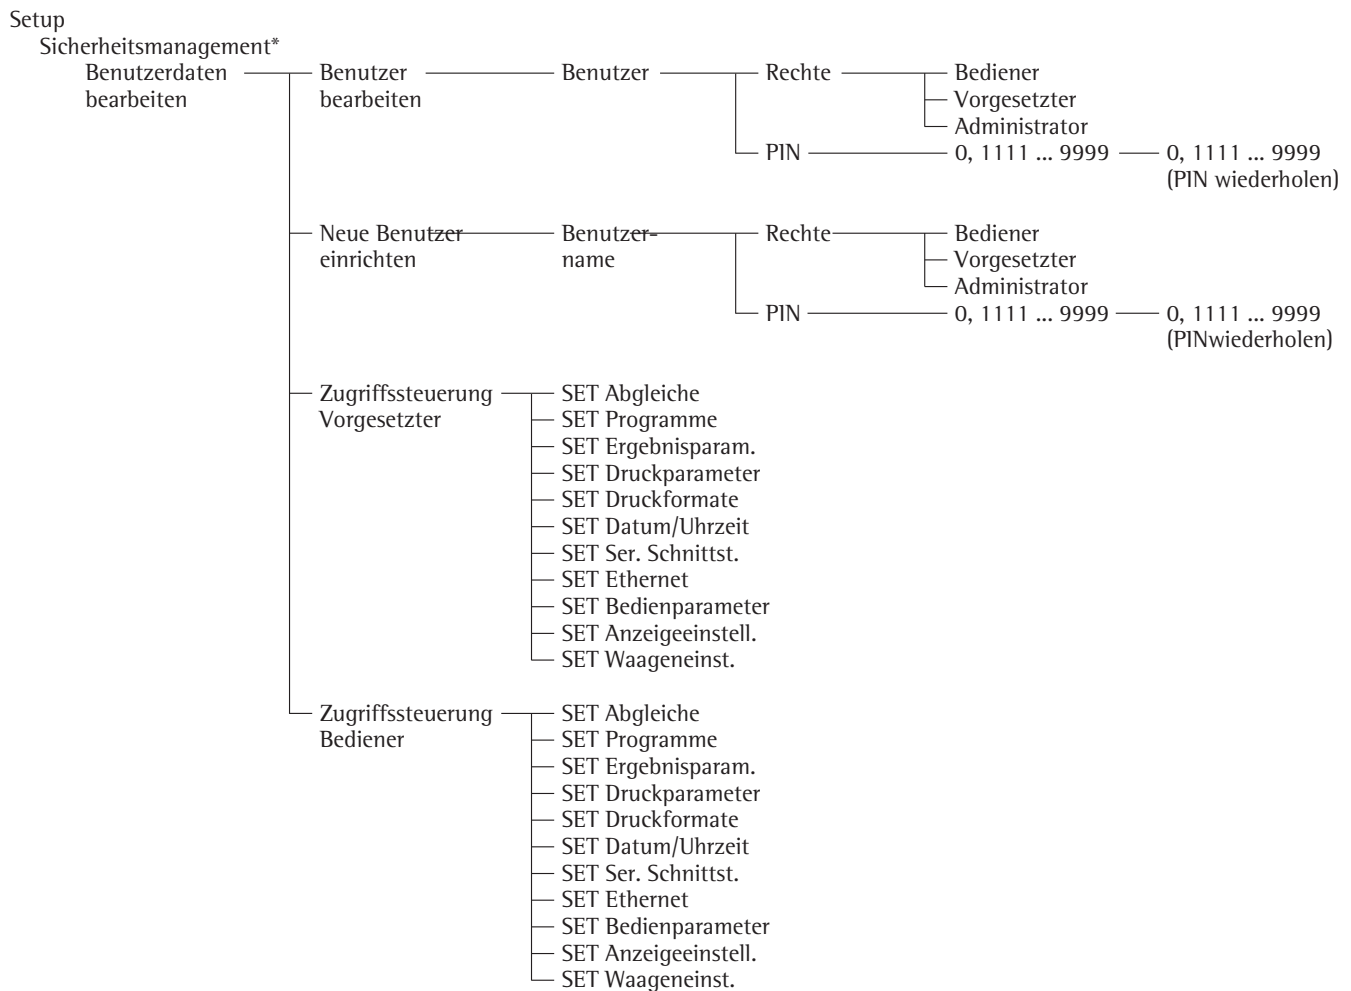 Setup
Sicherheitsmanagement*
Benutzerdaten bearbeiten
Benutzer bearbeiten
Benutzer
Rechte
Bediener
Vorgesetzter
Administrator
PIN
0, 1111 ... 9999
0, 1111 ... 9999
(PIN wiederholen)
Neue Benutzer einrichten
Benutzer-
name
Rechte
Bediener
Vorgesetzter
Administrator
PIN
0, 1111 ... 9999
0, 1111 ... 9999
(PINwiederholen)
Zugriffssteuerung
Vorgesetzter
SET Abgleiche
SET Programme
SET Ergebnisparam.
SET Druckparameter
SET Druckformate
SET Datum/Uhrzeit
SET Ser. Schnittst.
SET Ethernet
SET Bedienparameter
SET Anzeigeeinstell.
SET Waageneinst.
Zugriffssteuerung
Bediener
SET Abgleiche
SET Programme
SET Ergebnisparam.
SET Druckparameter
SET Druckformate
SET Datum/Uhrzeit
SET Ser. Schnittst.
SET Ethernet
SET Bedienparameter
SET Anzeigeeinstell.
SET Waageneinst.